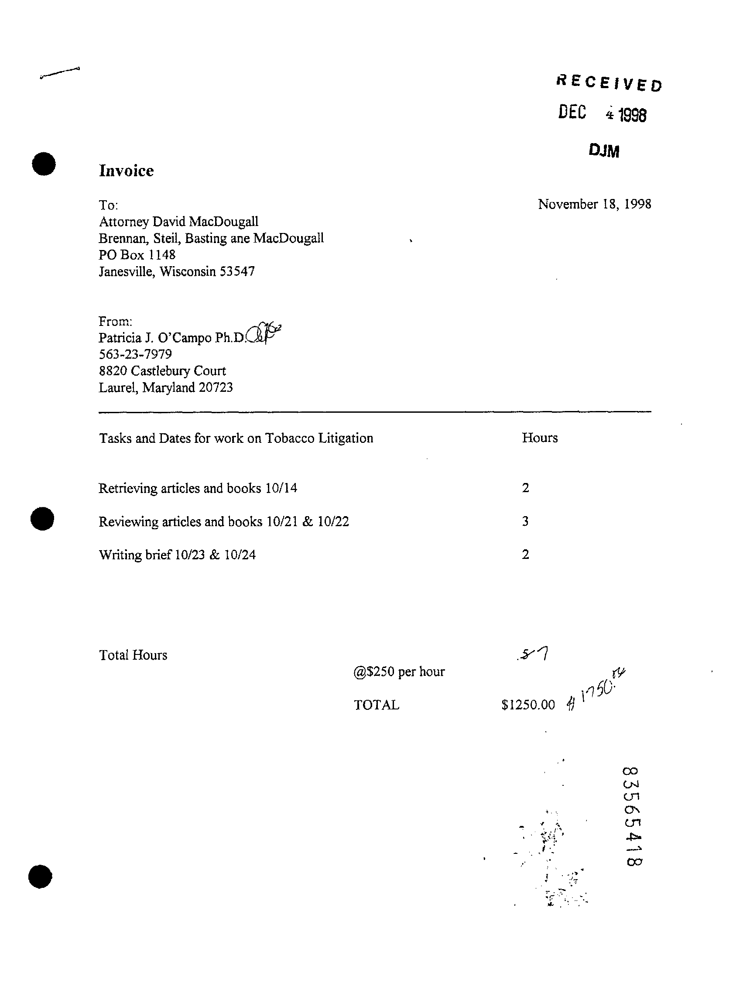 RECEIVED
DEC 4 1998
DJM
Invoice
To:
November 18, 1998
Attorney David MacDougall
Brennan, Steil, Basting ane MacDougall
PO Box 1148
Janesville, Wisconsin 53547
From:
Patricia J. O'Campo Ph.D.
563-23-7979
8820 Castlebury Court
Laurel, Maryland 20723
Tasks and Dates for work on Tobacco Litigation Hours
Retrieving articles and books 10/14 2
Reviewing articles and books 10/21 & 10/22 3
Writing brief 10/23 & 10/24 2
Total Hours 5 7
@$250 per hour
TOTAL $1250.00 $1750.
83565418